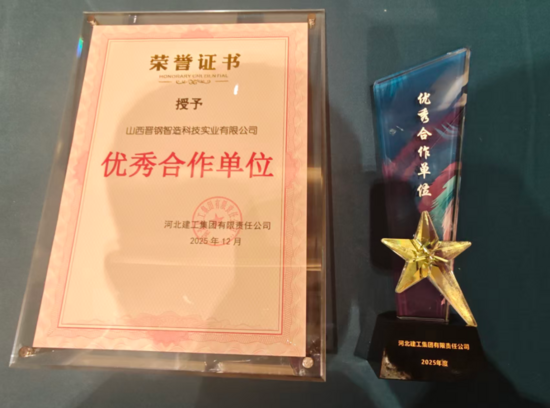 荣誉证书
授予
山西晋钢智造科技实业有限公司
优秀合作单位
河北建工集团有限责任公司
2025年12月
优秀合作单位
河北建工集团有限责任公司
2025年度